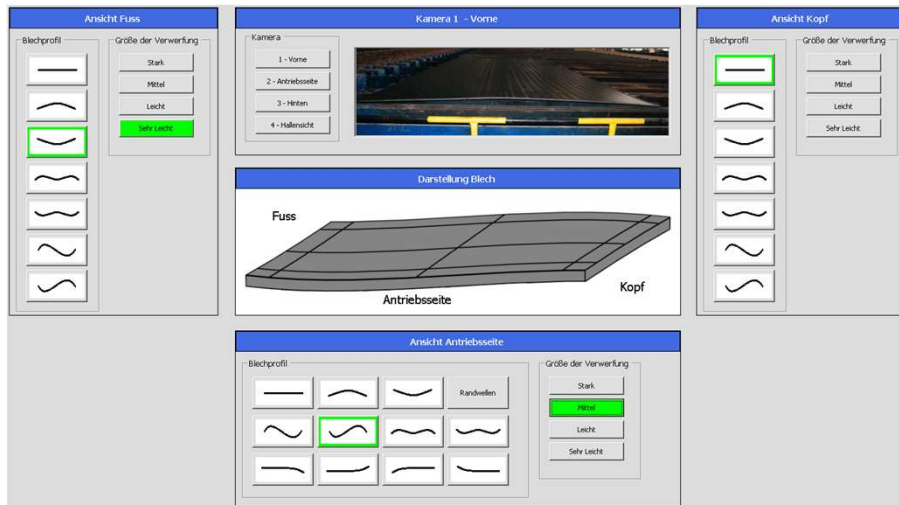 Ansicht Fuss
Blechprofil
Größe der Verwerfung
Stark
Mittel
Leicht
Sehr Leicht
Kamera 1 - Vorne
Kamera
1 - Vorne
2 - Antriebsseite
3 - Hinten
4 - Hallensicht
Ansicht Kopf
Blechprofil
Größe der Verwerfung
Stark
Mittel
Leicht
Sehr Leicht
Darstellung Blech
Fuss
Kopf
Antriebsseite
Ansicht Antriebsseite
Blechprofil
Randwellen
Größe der Verwerfung
Stark
Mittel
Leicht
Sehr Leicht